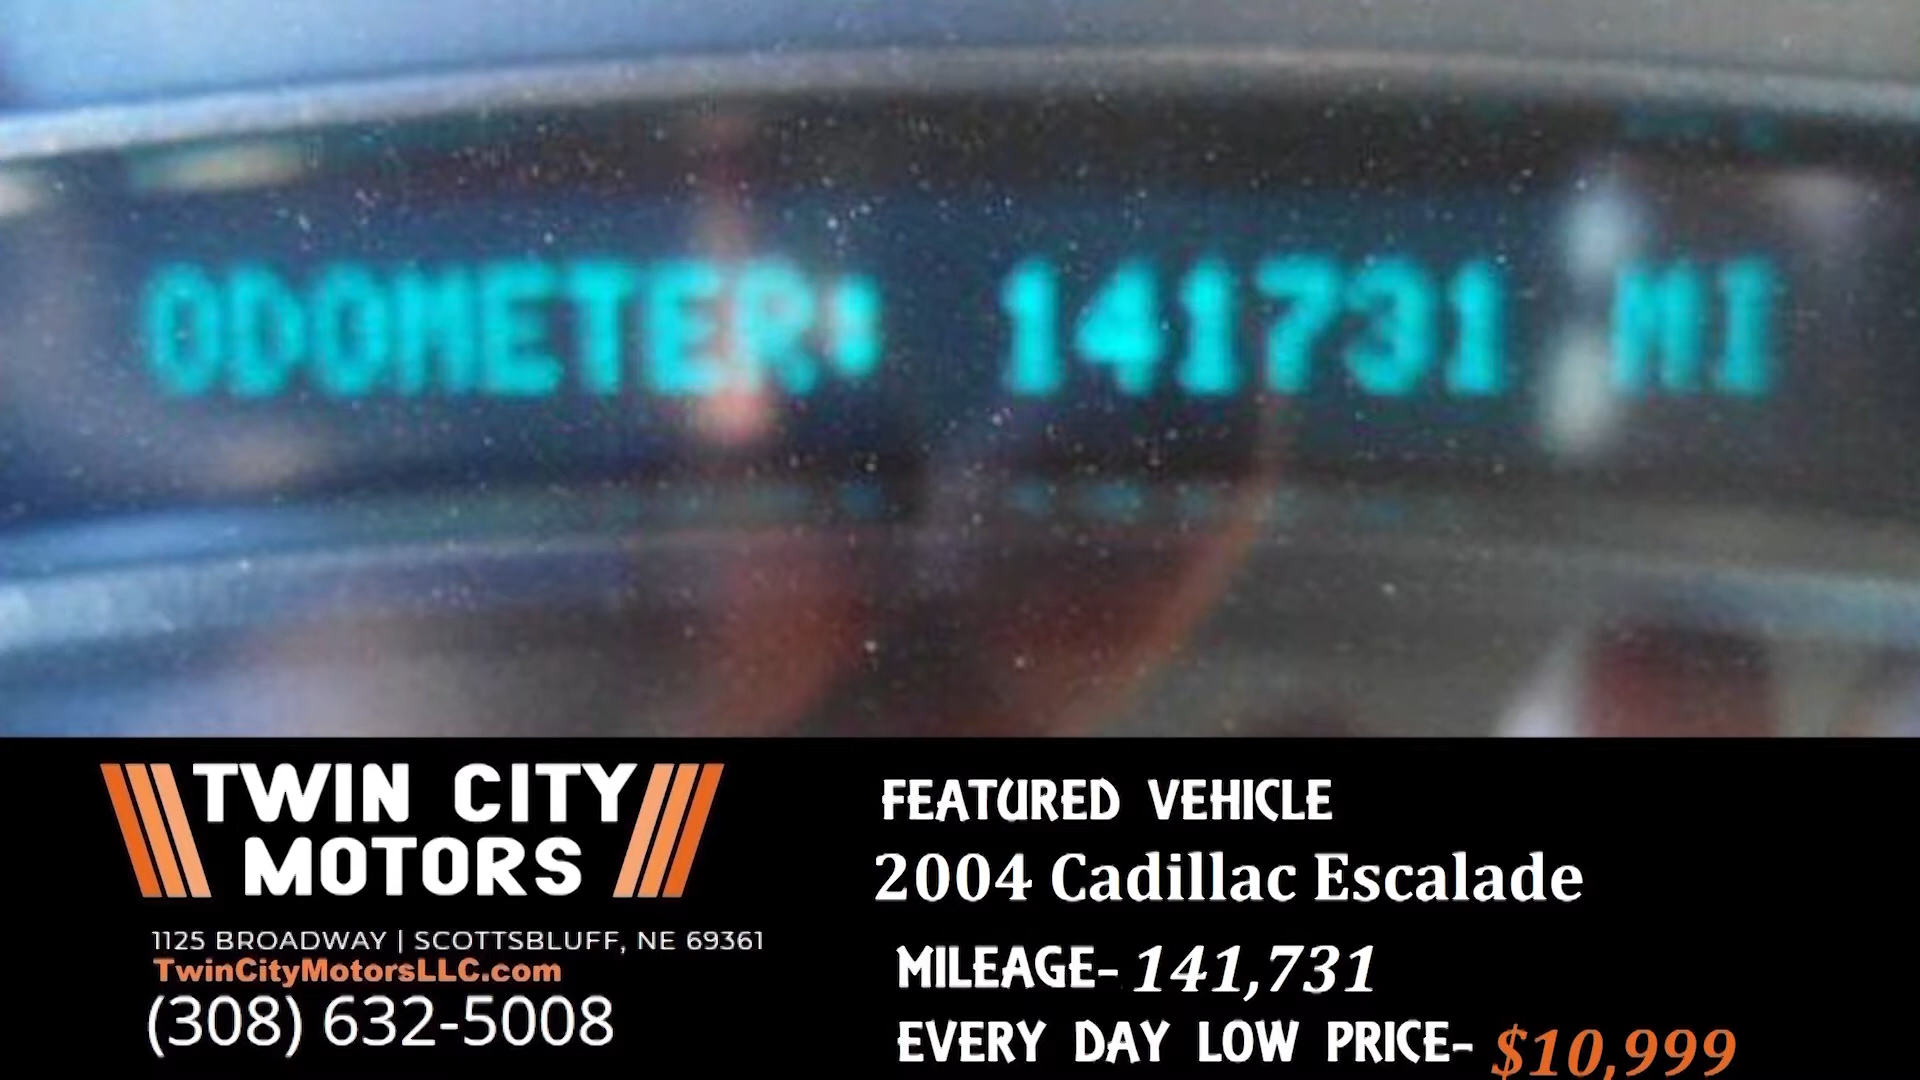 ODOMETER: 141731 MI
TWIN CITY
MOTORS
1125 BROADWAY | SCOTTSBLUFF, NE 69361
TwinCityMotorsLLC.com
(308) 632-5008
FEATURED VEHICLE
2004 Cadillac Escalade
MILEAGE- 141,731
EVERY DAY LOW PRICE- $10,999